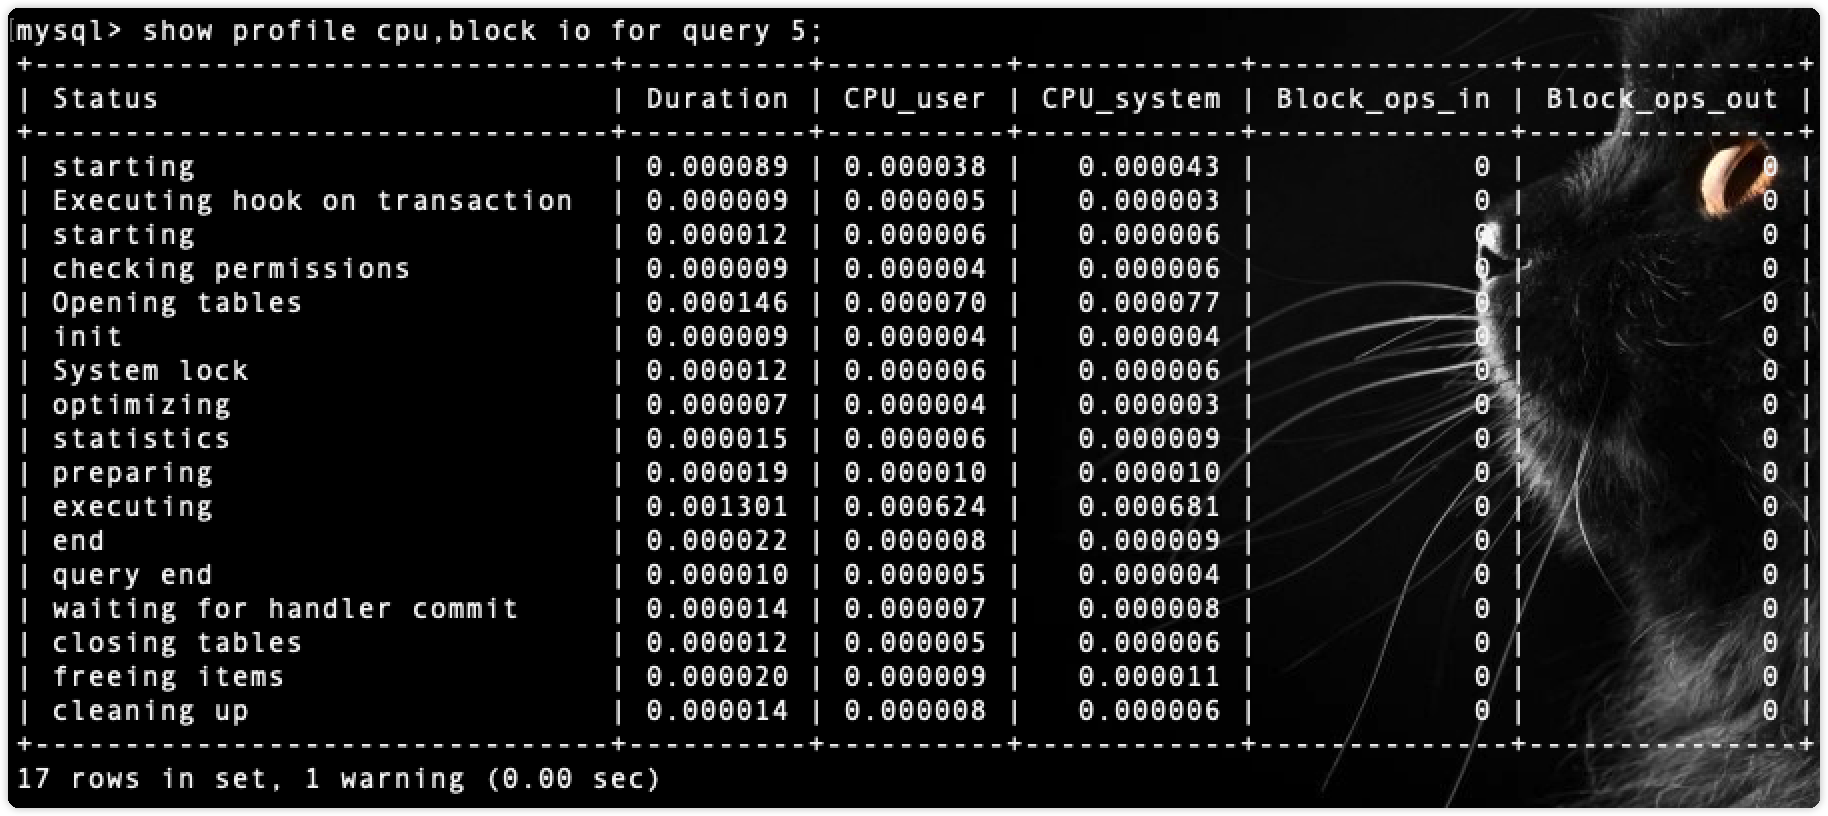 mysql> show profile cpu,block io for query 5;
+--------------------------------+----------+-----------+------------+--------------+---------------+
| Status                         | Duration | CPU_user | CPU_system | Block_ops_in | Block_ops_out |
+--------------------------------+----------+-----------+------------+--------------+---------------+
| starting                       | 0.000089 | 0.000038 |   0.000043 |            0 |             0 |
| Executing hook on transaction  | 0.000009 | 0.000005 |   0.000003 |            0 |             0 |
| starting                       | 0.000012 | 0.000006 |   0.000006 |            0 |             0 |
| checking permissions           | 0.000009 | 0.000004 |   0.000006 |            0 |             0 |
| Opening tables                 | 0.000146 | 0.000070 |   0.000077 |            0 |             0 |
| init                           | 0.000009 | 0.000004 |   0.000004 |            0 |             0 |
| System lock                    | 0.000012 | 0.000006 |   0.000006 |            0 |             0 |
| optimizing                     | 0.000007 | 0.000004 |   0.000003 |            0 |             0 |
| statistics                     | 0.000015 | 0.000006 |   0.000009 |            0 |             0 |
| preparing                      | 0.000019 | 0.000010 |   0.000010 |            0 |             0 |
| executing                      | 0.001301 | 0.000624 |   0.000681 |            0 |             0 |
| end                            | 0.000022 | 0.000008 |   0.000009 |            0 |             0 |
| query end                      | 0.000010 | 0.000005 |   0.000004 |            0 |             0 |
| waiting for handler commit     | 0.000014 | 0.000007 |   0.000008 |            0 |             0 |
| closing tables                 | 0.000012 | 0.000005 |   0.000006 |            0 |             0 |
| freeing items                  | 0.000020 | 0.000009 |   0.000011 |            0 |             0 |
| cleaning up                    | 0.000014 | 0.000008 |   0.000006 |            0 |             0 |
+--------------------------------+----------+-----------+------------+--------------+---------------+
17 rows in set, 1 warning (0.00 sec)